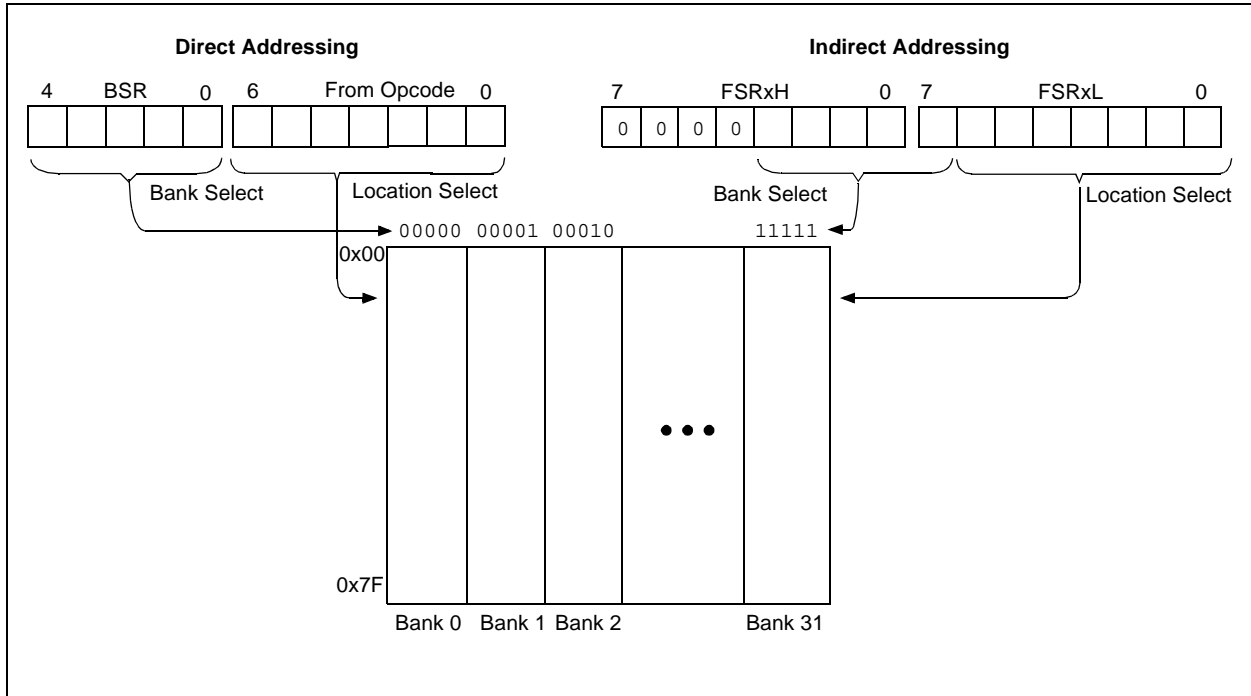 Direct Addressing
Indirect Addressing
4 BSR 0 6 From Opcode 0
7 FSRxH 0 7 FSRxL 0
0 0 0 0
Bank Select
Location Select
Bank Select
Location Select
00000 00001 00010 11111
0x00
0x7F
Bank 0 Bank 1 Bank 2 Bank 31